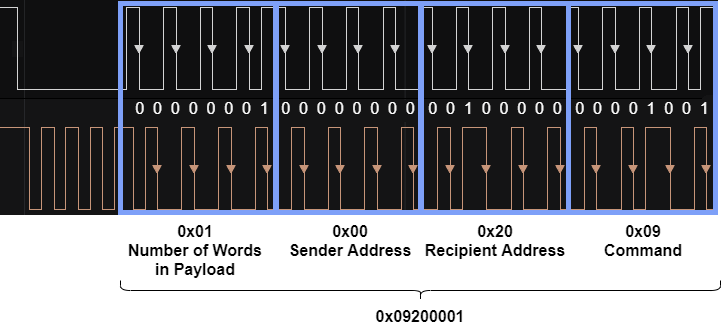 0 0 0 0 0 0 0 1 0 0 0 0 0 0 0 0 0 0 1 0 0 0 0 0 0 0 0 0 1 0 0 1
0x01 0x00 0x20 0x09
Number of Words Sender Address Recipient Address Command
in Payload
0x09200001